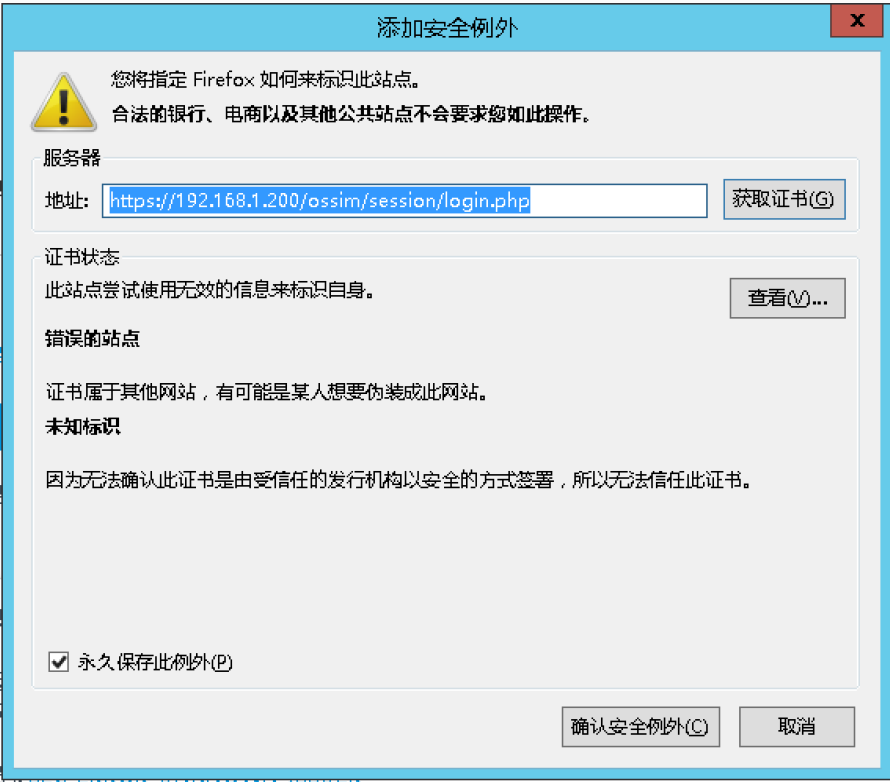 添加安全例外
x
您将指定 Firefox 如何来标识此站点。
合法的银行、电商以及其他公共站点不会要求您如此操作。
服务器
地址: https://192.168.1.200/ossim/session/login.php 获取证书(G)
证书状态
此站点尝试使用无效的信息来标识自身。
查看(V)...
错误的站点
证书属于其他网站，有可能是某人想要伪装成此网站。
未知标识
因为无法确认此证书是由受信任的发行机构以安全的方式签署，所以无法信任此证书。
永久保存此例外(P)
确认安全例外(C) 取消